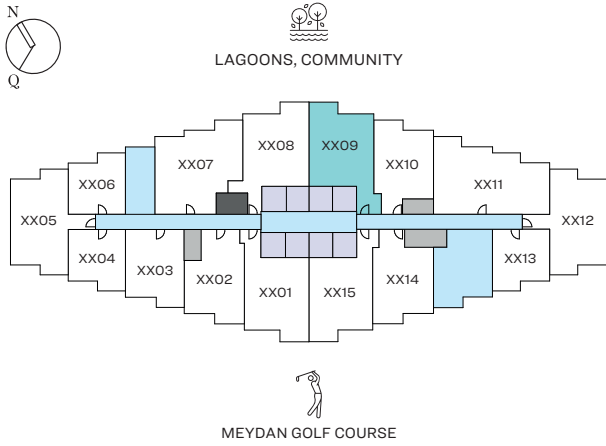 N
Q
LAGOONS, COMMUNITY
XX08
XX09
XX07
XX10
XX06
XX11
XX05
XX12
XX04
XX03
XX02
XX01
XX15
XX14
XX13
MEYDAN GOLF COURSE